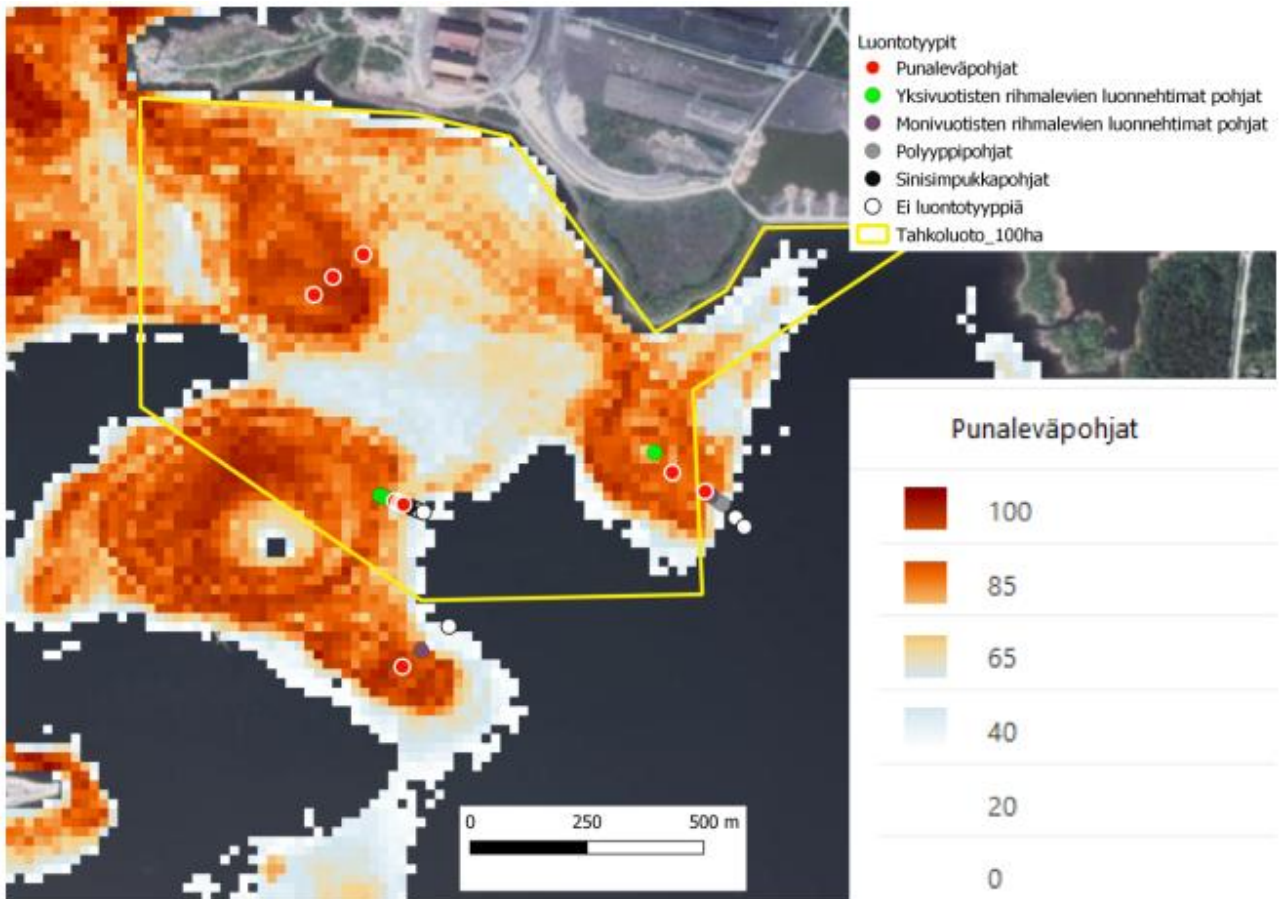 Luontotyypit
Punaleväpohjat
Yksivuotisten rihmalevien luonnehtimat pohjat
Monivuotisten rihmalevien luonnehtimat pohjat
Polyyppipohjat
Sinisimpukkapohjat
Ei luontotyyppiä
Tahkoluoto_100ha
Punaleväpohjat
100
85
65
40
20
0
0 250 500 m